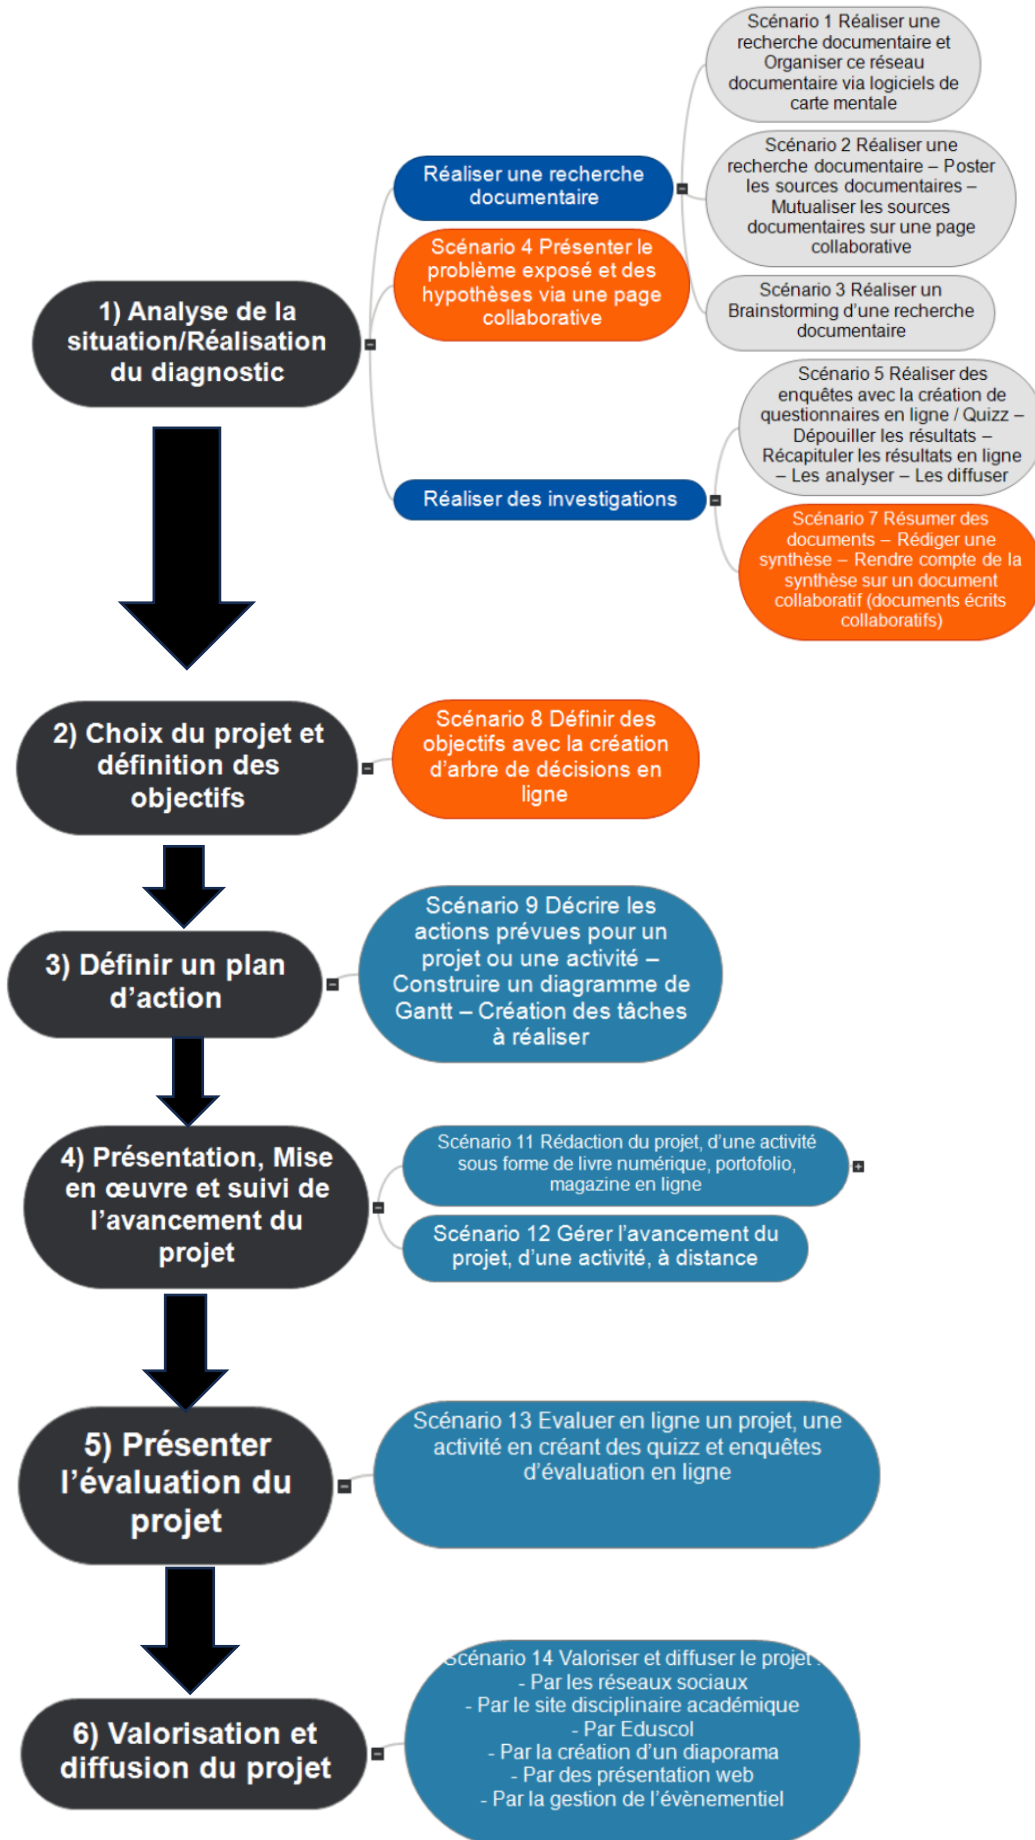 1) Analyse de la
situation/Réalisation
du diagnostic
Réaliser une recherche
documentaire
Scénario 1 Réaliser une
recherche documentaire et
Organiser ce réseau
documentaire via logiciels de
carte mentale
Scénario 2 Réaliser une
recherche documentaire – Poster
les sources documentaires –
Mutualiser les sources
documentaires sur une page
collaborative
Scénario 3 Réaliser un
Brainstorming d'une recherche
documentaire
Scénario 4 Présenter le
problème exposé et des
hypothèses via une page
collaborative
Réaliser des investigations
Scénario 5 Réaliser des
enquêtes avec la création de
questionnaires en ligne / Quizz –
Dépouiller les résultats –
Récapituler les résultats en ligne
– Les analyser – Les diffuser
Scénario 7 Résumer des
documents – Rédiger une
synthèse – Rendre compte de la
synthèse sur un document
collaboratif (documents écrits
collaboratifs)
2) Choix du projet et
définition des
objectifs
Scénario 8 Définir des
objectifs avec la création
d'arbre de décisions en
ligne
3) Définir un plan
d'action
Scénario 9 Décrire les
actions prévues pour un
projet ou une activité –
Construire un diagramme de
Gantt – Création des tâches
à réaliser
4) Présentation, Mise
en œuvre et suivi de
l'avancement du
projet
Scénario 11 Rédaction du projet, d'une activité
sous forme de livre numérique, portofolio,
magazine en ligne
Scénario 12 Gérer l'avancement du
projet, d'une activité, à distance
5) Présenter
l'évaluation du
projet
Scénario 13 Evaluer en ligne un projet, une
activité en créant des quizz et enquêtes
d'évaluation en ligne
6) Valorisation et
diffusion du projet
Scénario 14 Valoriser et diffuser le projet :
- Par les réseaux sociaux
- Par le site disciplinaire académique
- Par Eduscol
- Par la création d'un diaporama
- Par des présentation web
- Par la gestion de l'évènementiel